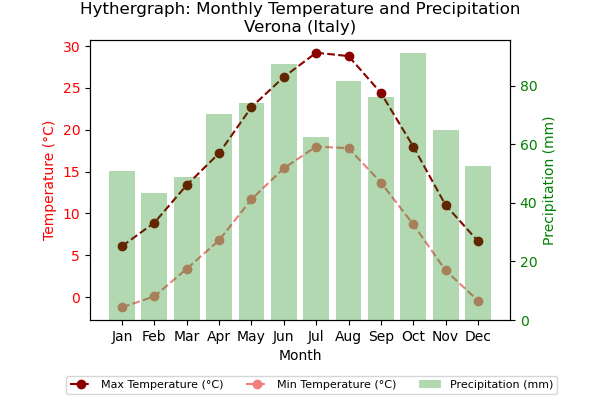 Hythergraph: Monthly Temperature and Precipitation
Verona (Italy)
30
25
20
15
10
5
0
Temperature (°C)
80
60
40
20
0
Precipitation (mm)
Jan Feb Mar Apr May Jun Jul Aug Sep Oct Nov Dec
Month
Max Temperature (°C) Min Temperature (°C) Precipitation (mm)